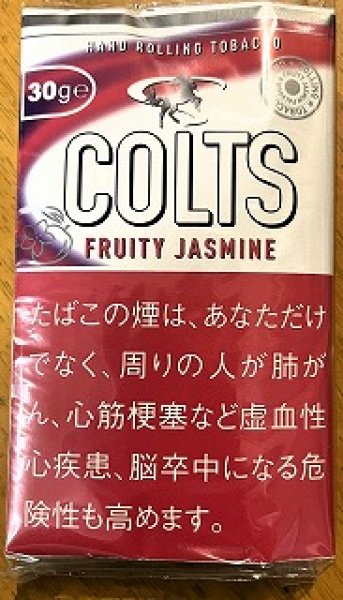 HAND ROLLING TOBACCO
30g℮
COLTS
FRUITY JASMINE
たばこの煙は、あなただけ
でなく、周りの人が肺が
ん、心筋梗塞など虚血性
心疾患、脳卒中になる危
険性も高めます。